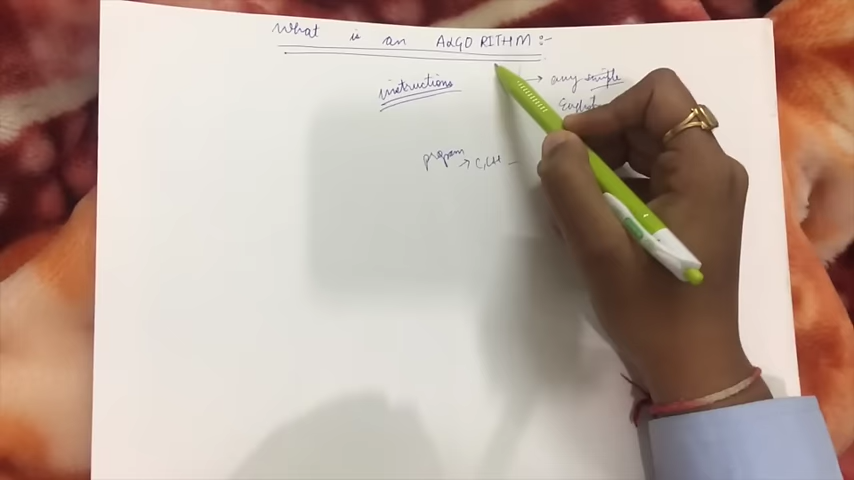 What is an ALGORITHM :-
instructions → any simple
English
program → C, C++ –